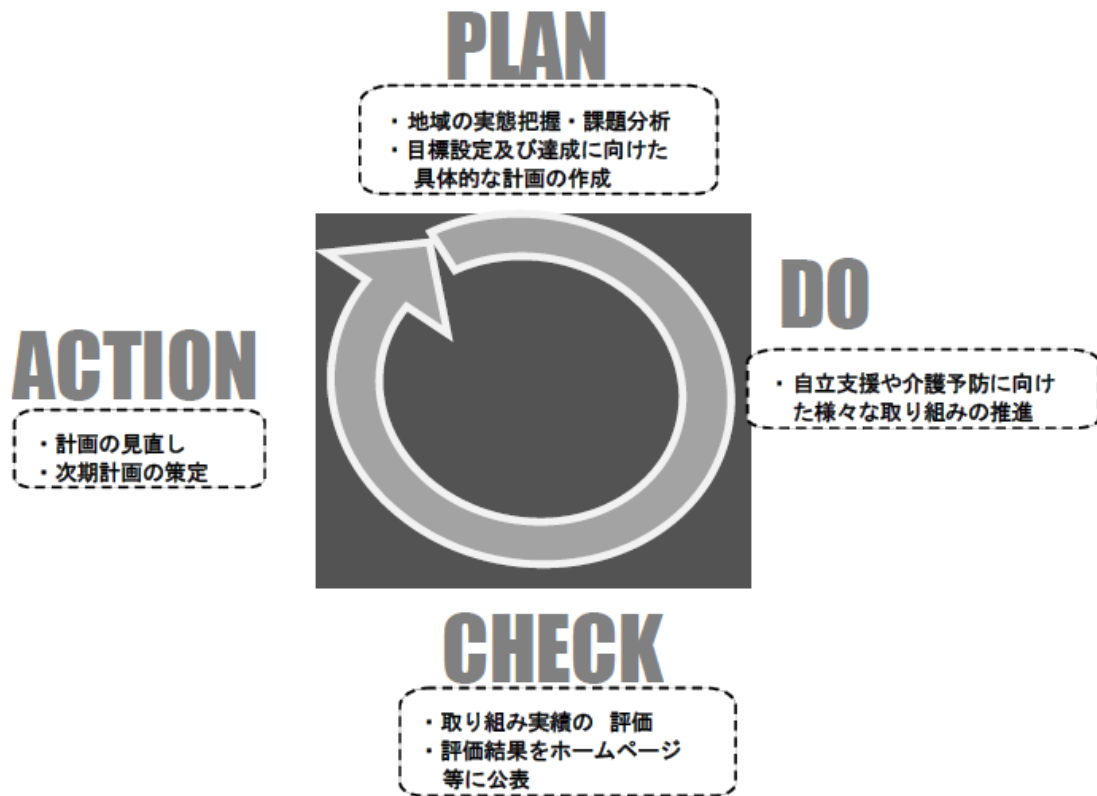 PLAN
・地域の実態把握・課題分析
・目標設定及び達成に向けた
具体的な計画の作成
DO
・自立支援や介護予防に向け
た様々な取り組みの推進
ACTION
・計画の見直し
・次期計画の策定
CHECK
・取り組み実績の 評価
・評価結果をホームページ
等に公表